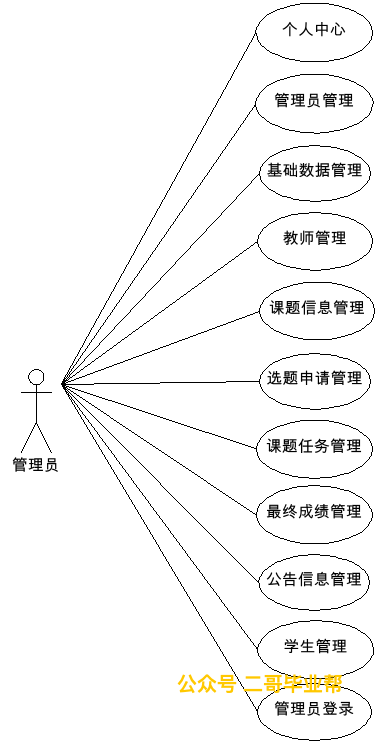 个人中心
管理员管理
基础数据管理
教师管理
课题信息管理
选题申请管理
管理员
课题任务管理
最终成绩管理
公告信息管理
学生管理
公众号 二哥毕业帮
管理员登录